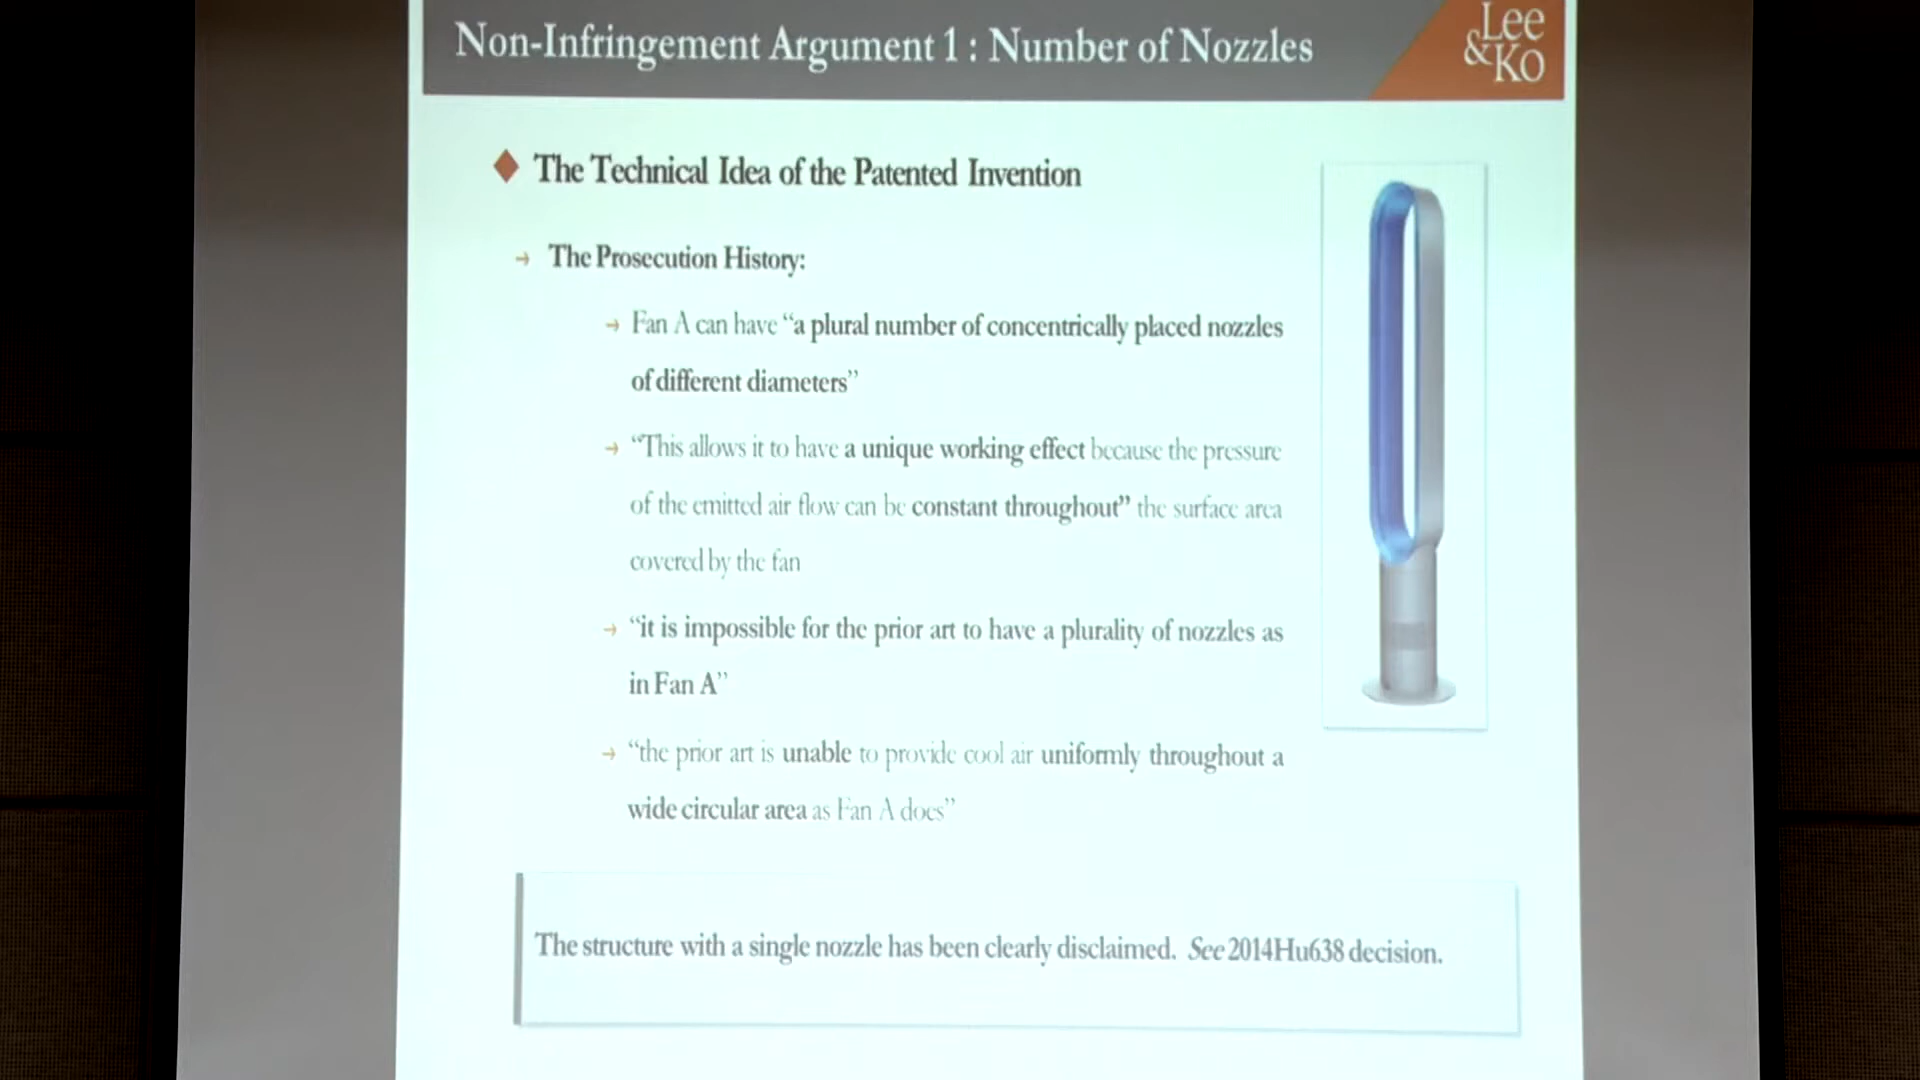 Non-Infringement Argument 1 : Number of Nozzles
Lee
&KO
The Technical Idea of the Patented Invention
→ The Prosecution History:
→ Fan A can have “a plural number of concentrically placed nozzles
of different diameters”
→ “This allows it to have a unique working effect because the pressure
of the emitted air flow can be constant throughout” the surface area
covered by the fan
→ “it is impossible for the prior art to have a plurality of nozzles as
in Fan A”
→ “the prior art is unable to provide cool air uniformly throughout a
wide circular area as Fan A does”
The structure with a single nozzle has been clearly disclaimed. See 2014Hu638 decision.